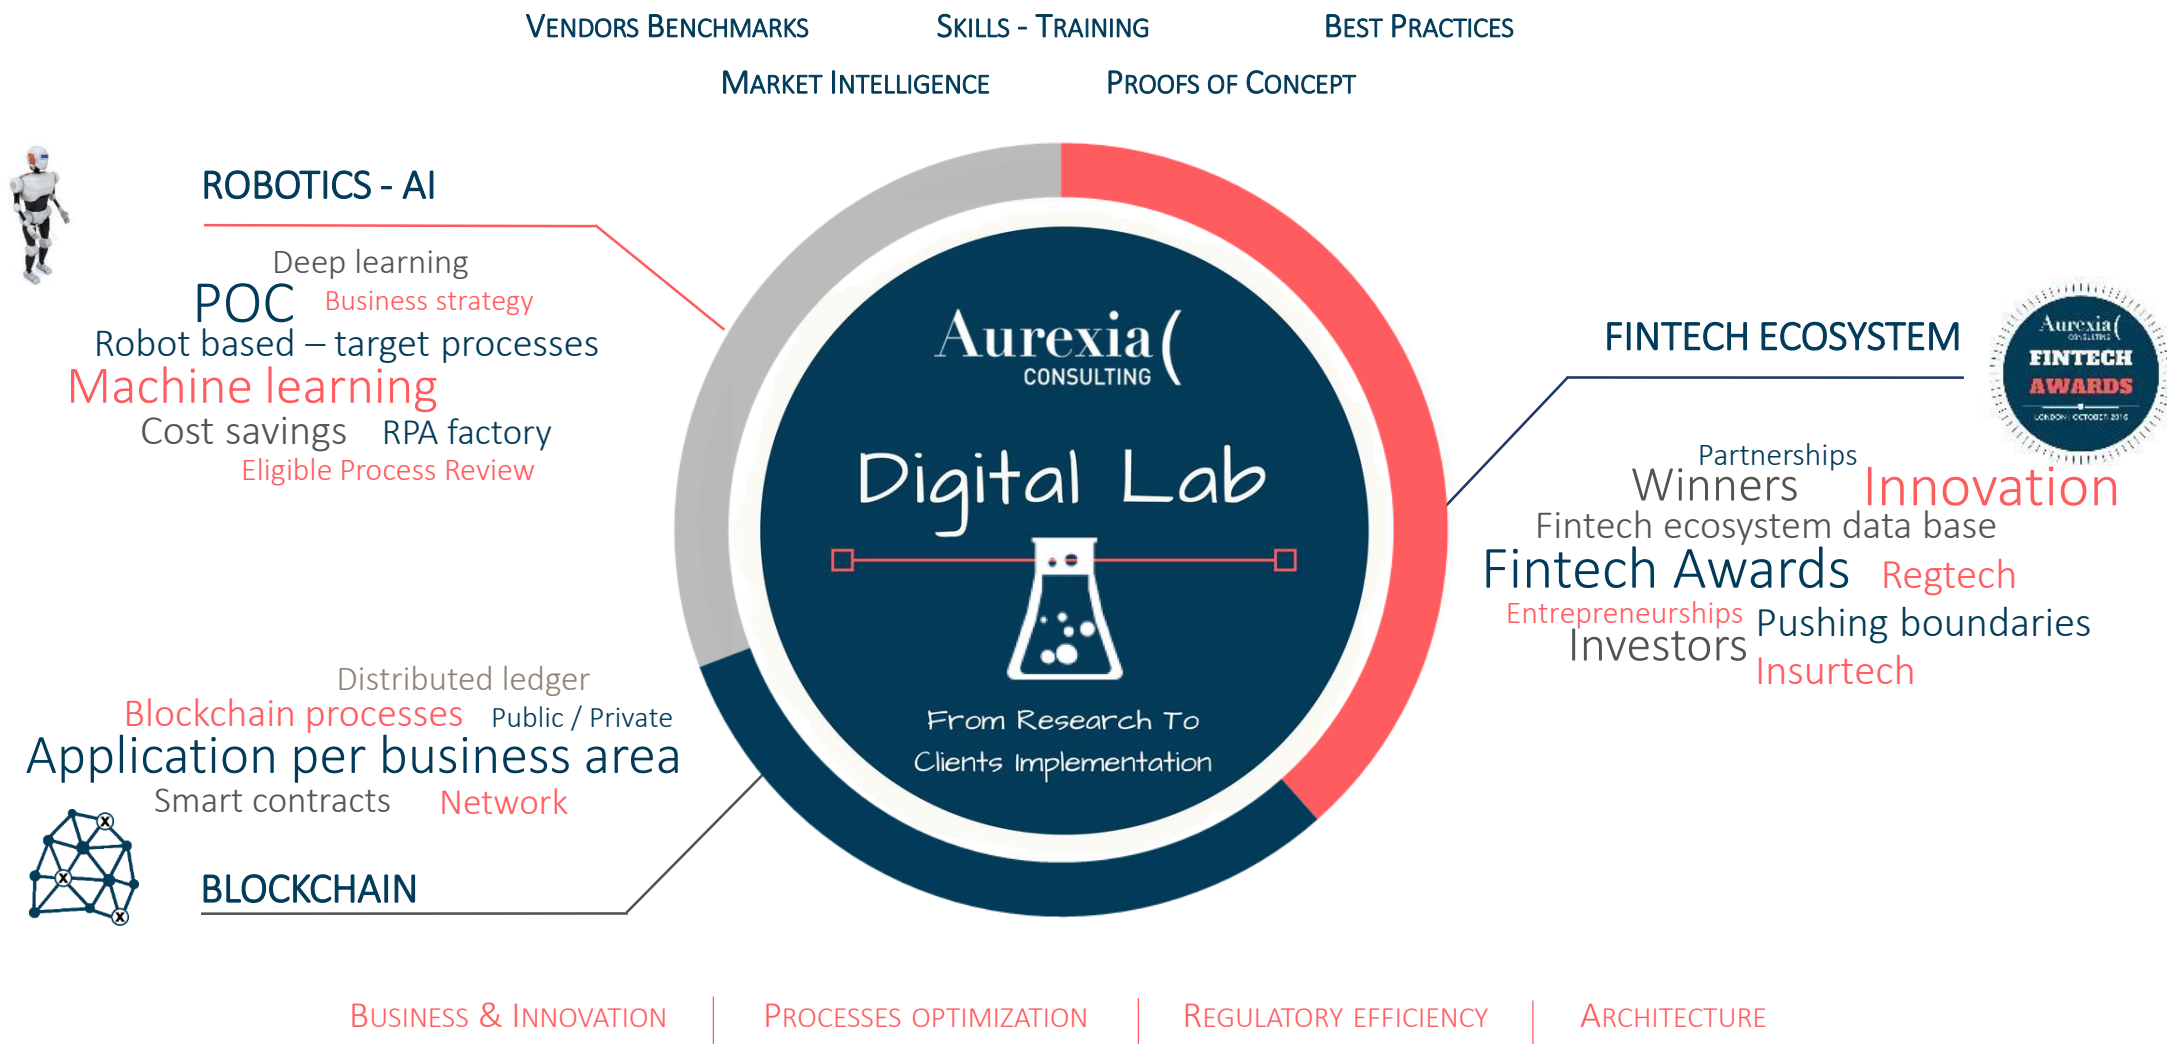 VENDORS BENCHMARKS SKILLS - TRAINING BEST PRACTICES
MARKET INTELLIGENCE PROOFS OF CONCEPT
ROBOTICS - AI
Deep learning
POC Business strategy
Robot based – target processes
Machine learning
Cost savings RPA factory
Eligible Process Review
Aurexia(
CONSULTING
Digital Lab
From Research To
Clients Implementation
FINTECH ECOSYSTEM
Aurexia(
CONSULTING
FINTECH
AWARDS
LONDON | OCTOBER 2016
Partnerships
Winners Innovation
Fintech ecosystem data base
Fintech Awards Regtech
Entrepreneurships Pushing boundaries
Investors
Insurtech
Distributed ledger
Blockchain processes Public / Private
Application per business area
Smart contracts Network
X
X
X
BLOCKCHAIN
BUSINESS & INNOVATION PROCESSES OPTIMIZATION REGULATORY EFFICIENCY ARCHITECTURE